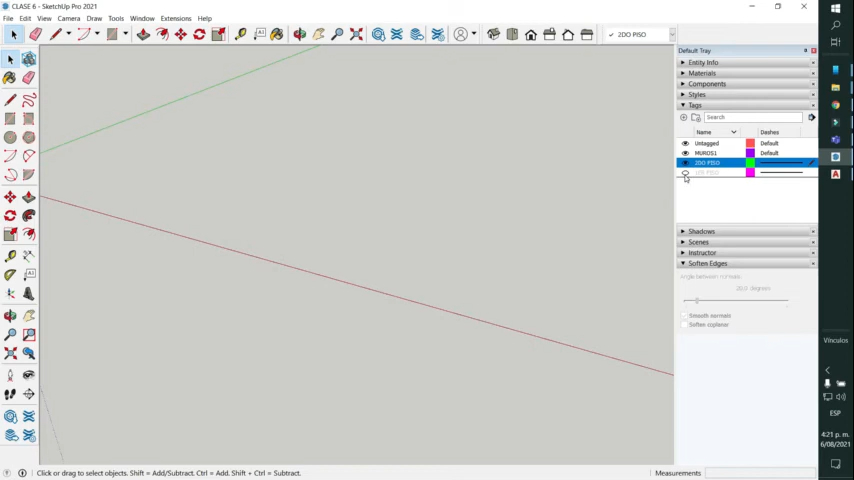 CLASE 6 - SketchUp Pro 2021
File Edit View Camera Draw Tools Window Extensions Help
2DO PISO
Default Tray
Entity Info
Materials
Components
Styles
Tags
Search
Name Dashes
Untagged Default
MUROS1 Default
2DO PISO
Shadows
Scenes
Instructor
Soften Edges
Angle between normals:
20.0 degrees
Smooth normals
Soften coplanar
Vínculos
ESP
4:21 p. m.
6/08/2021
Click or drag to select objects. Shift = Add/Subtract. Ctrl = Add. Shift + Ctrl = Subtract.
Measurements